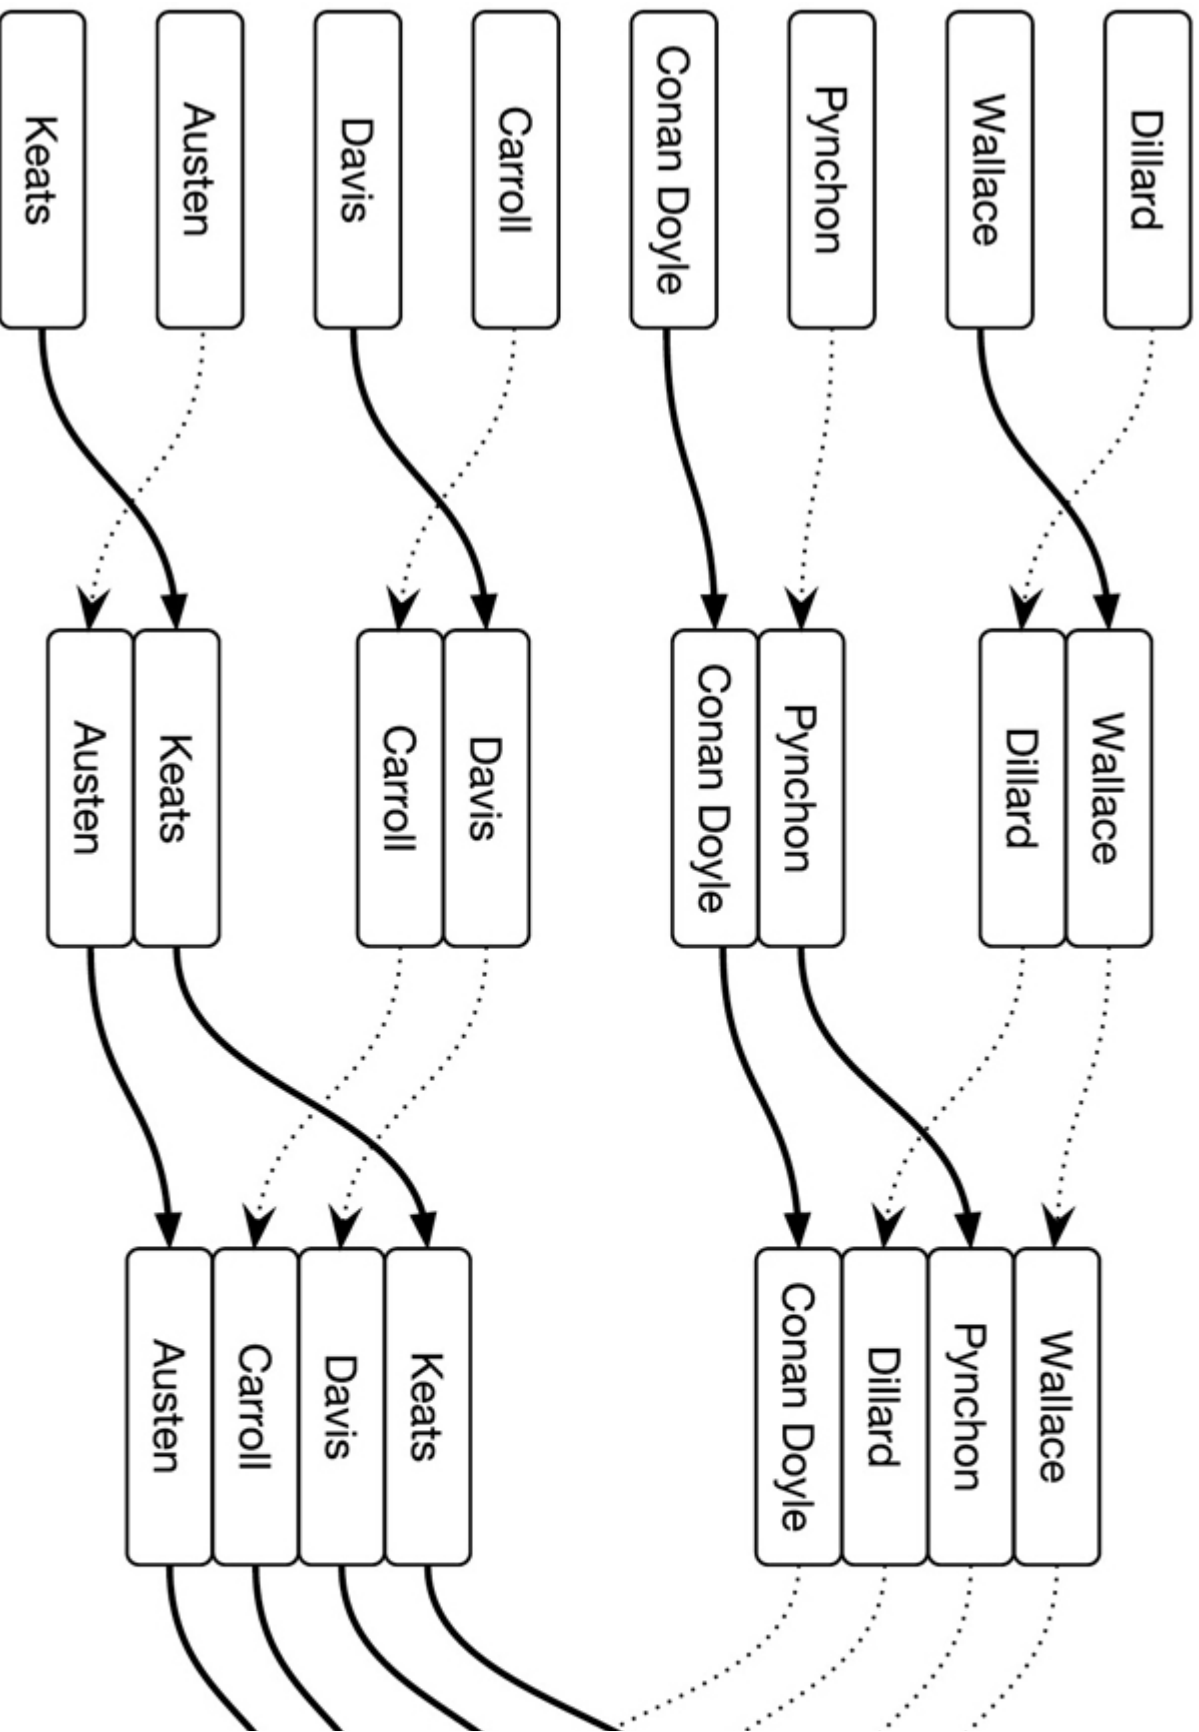 Keats
Austen
Davis
Carroll
Conan Doyle
Pynchon
Wallace
Dillard
Austen
Keats
Carroll
Davis
Conan Doyle
Pynchon
Dillard
Wallace
Austen
Carroll
Davis
Keats
Conan Doyle
Dillard
Pynchon
Wallace